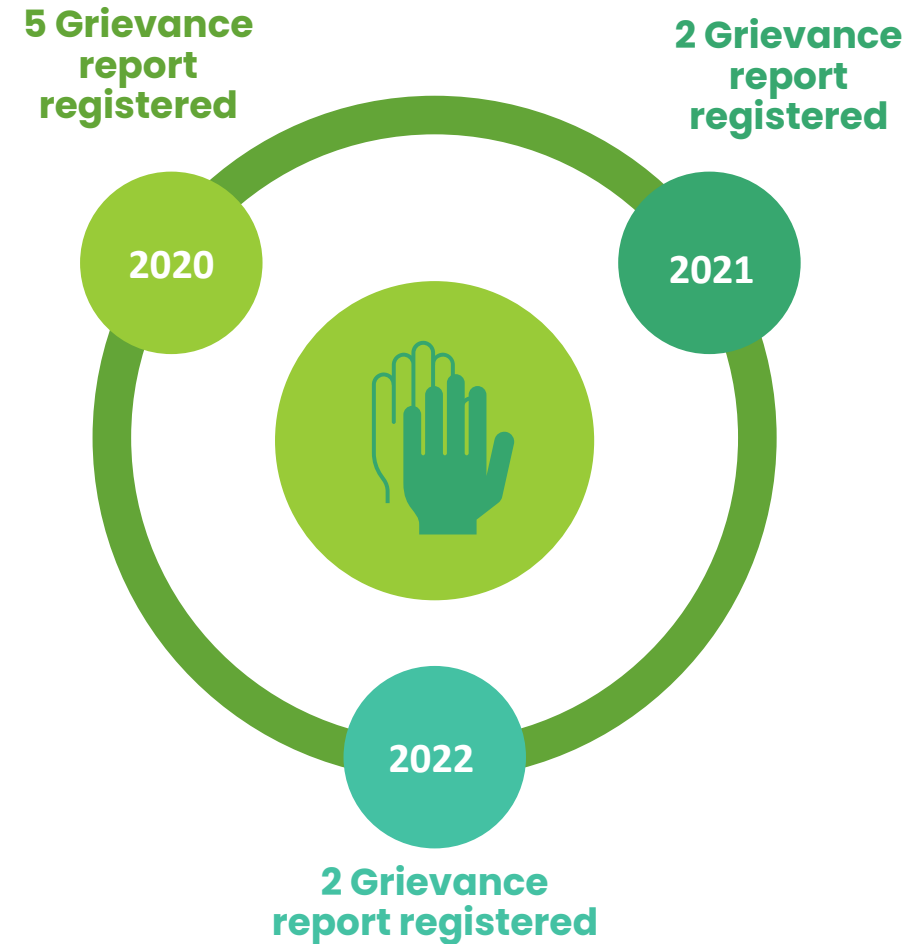 5 Grievance
report
registered
2 Grievance
report
registered
2020
2021
2022
2 Grievance
report registered